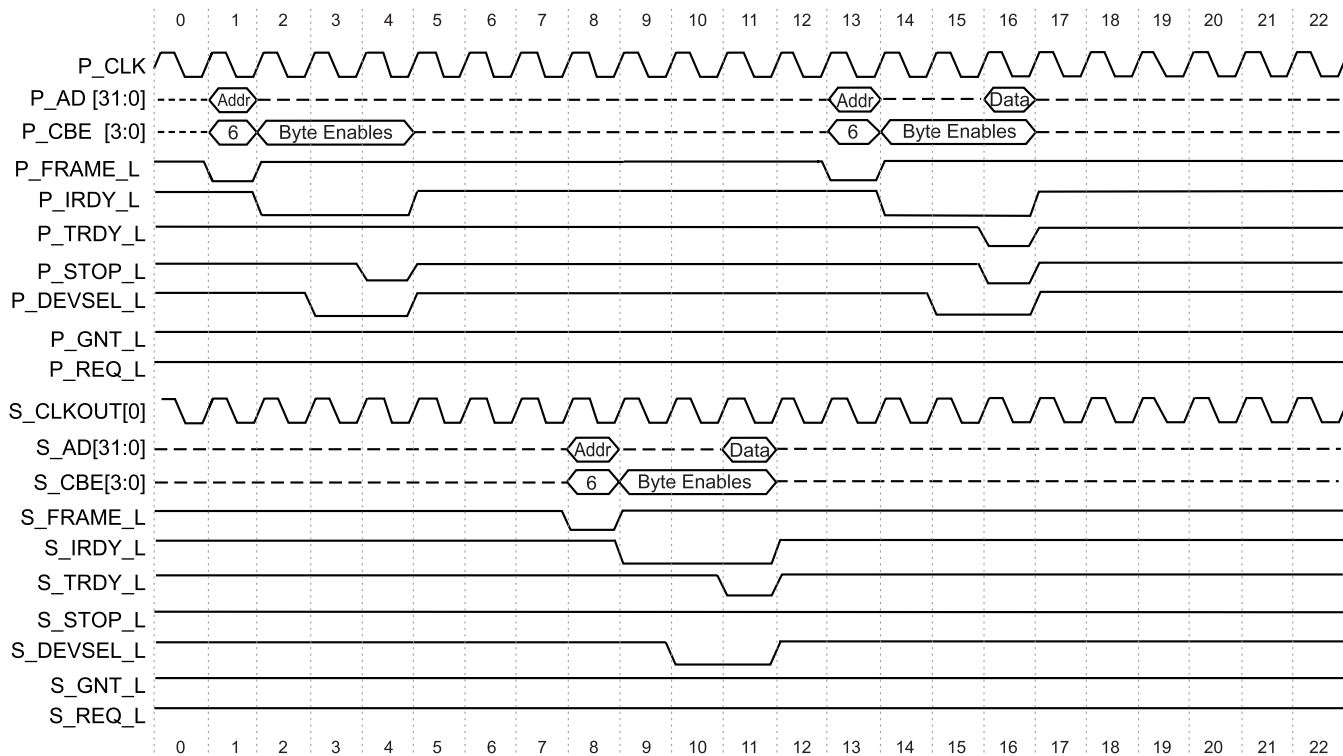 0 1 2 3 4 5 6 7 8 9 10 11 12 13 14 15 16 17 18 19 20 21 22
P_CLK
P_AD [31:0] Addr Addr Data
P_CBE [3:0] 6 Byte Enables 6 Byte Enables
P_FRAME_L
P_IRDY_L
P_TRDY_L
P_STOP_L
P_DEVSEL_L
P_GNT_L
P_REQ_L
S_CLKOUT[0]
S_AD[31:0] Addr Data
S_CBE[3:0] 6 Byte Enables
S_FRAME_L
S_IRDY_L
S_TRDY_L
S_STOP_L
S_DEVSEL_L
S_GNT_L
S_REQ_L
0 1 2 3 4 5 6 7 8 9 10 11 12 13 14 15 16 17 18 19 20 21 22